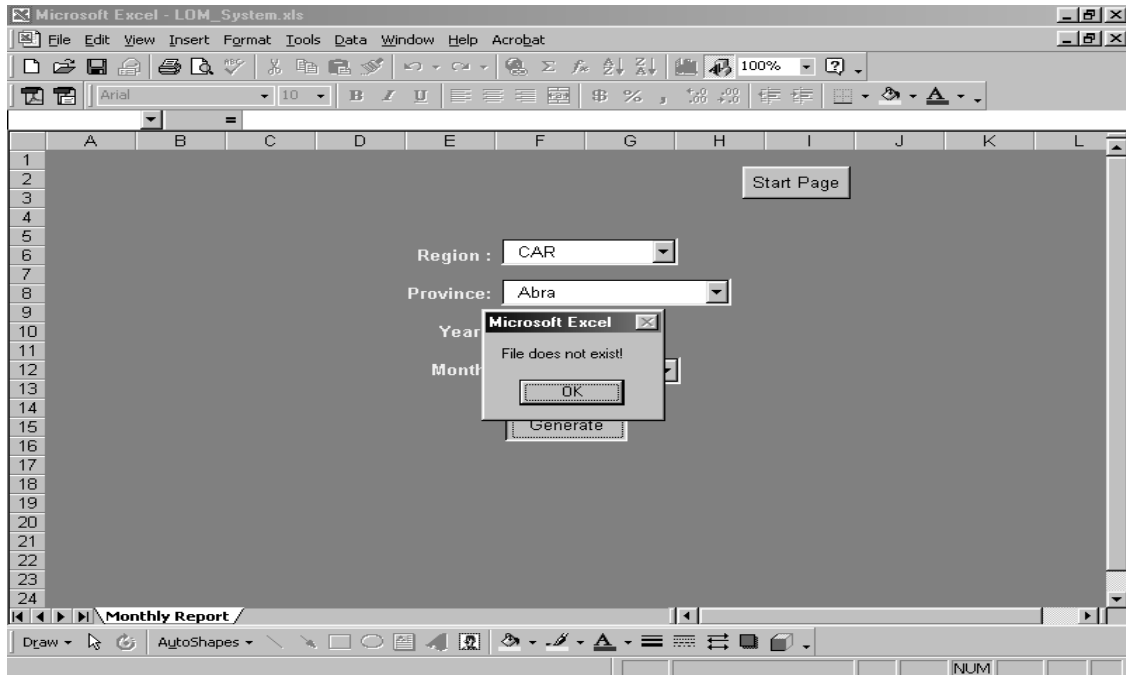 Microsoft Excel - LOM_System.xls
File Edit View Insert Format Tools Data Window Help Acrobat
100%
Arial 10 B I U $ % ,
=
A B C D E F G H I J K L
1
2 Start Page
3
4
5
6 Region : CAR
7
8 Province: Abra
9
Microsoft Excel
10 Year
11 File does not exist!
12 Month
13 OK
14
15 Generate
16
17
18
19
20
21
22
23
24
Monthly Report
Draw AutoShapes A
NUM